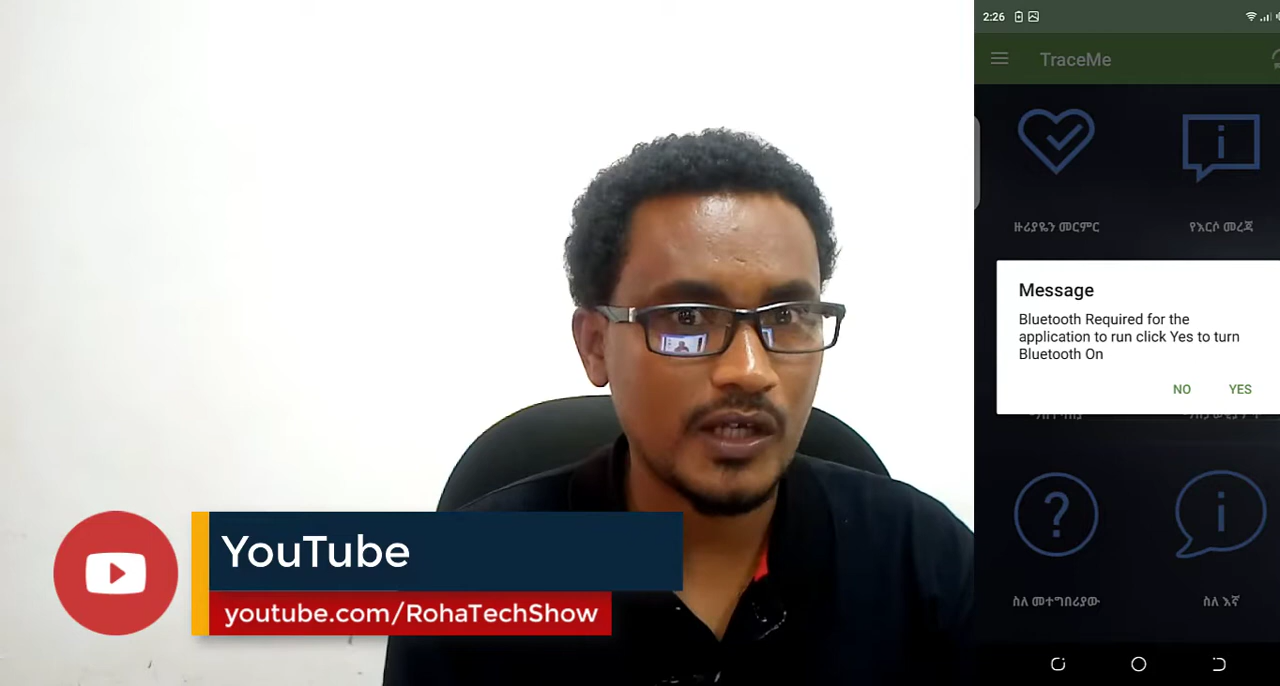 2:26
TraceMe
ዙሪያዬን መርምር
የእርሶ መረጃ
Message
Bluetooth Required for the
application to run click Yes to turn
Bluetooth On
NO
YES
ስለ መተግበሪያው
ስለ እኛ
YouTube
youtube.com/RohaTechShow